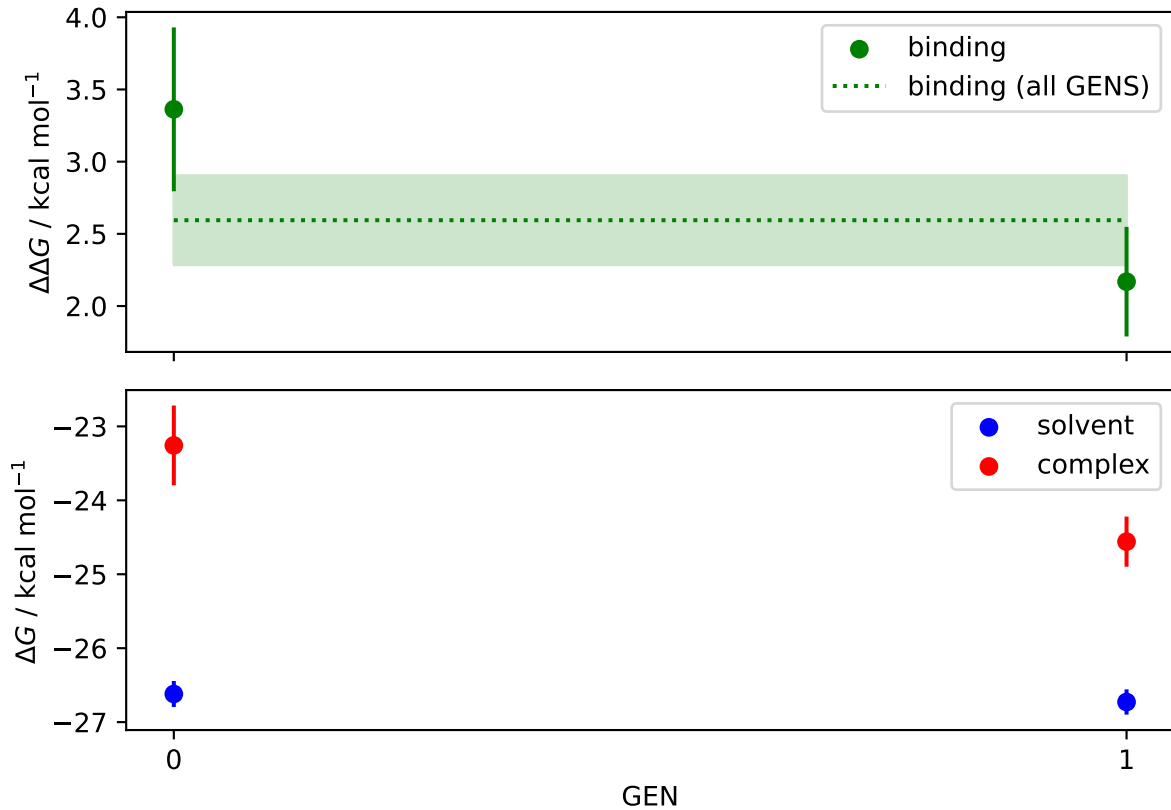 4.0
3.5
3.0
2.5
2.0
ΔΔG / kcal mol⁻¹
binding
binding (all GENS)
−23
−24
−25
−26
−27
ΔG / kcal mol⁻¹
solvent
complex
0
1
GEN